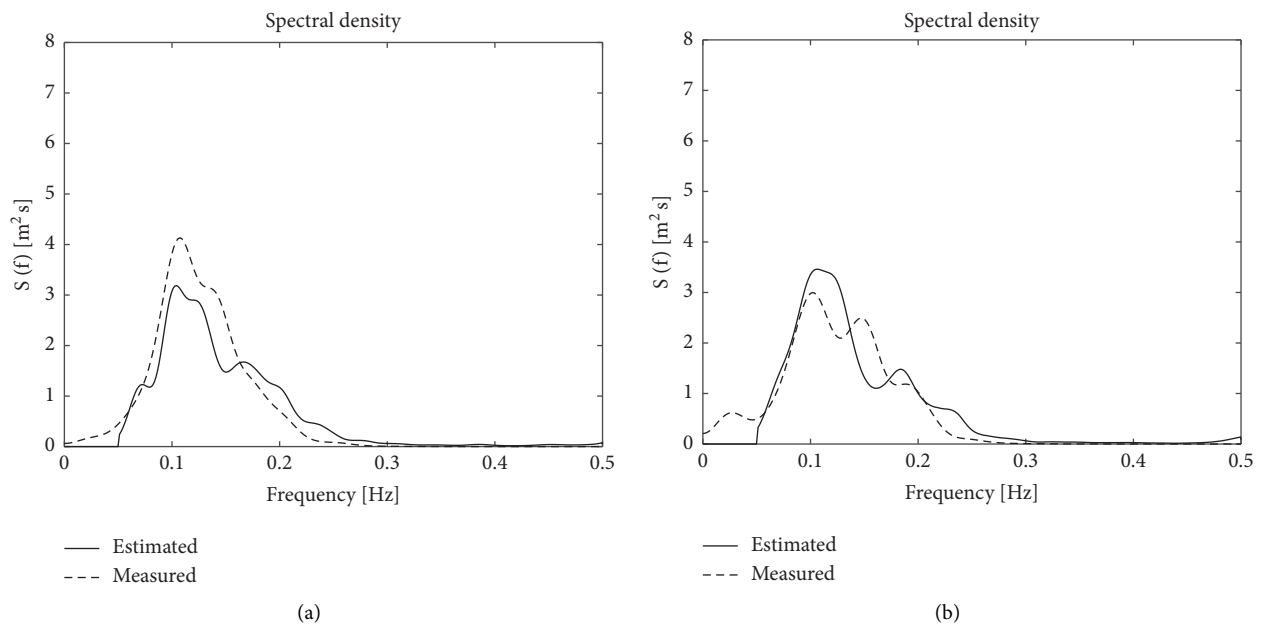 Spectral density
8
7
6
5
4
3
2
1
0
S (f) [m² s]
0 0.1 0.2 0.3 0.4 0.5
Frequency [Hz]
Estimated
Measured
(a)
Spectral density
8
7
6
5
4
3
2
1
0
S (f) [m² s]
0 0.1 0.2 0.3 0.4 0.5
Frequency [Hz]
Estimated
Measured
(b)